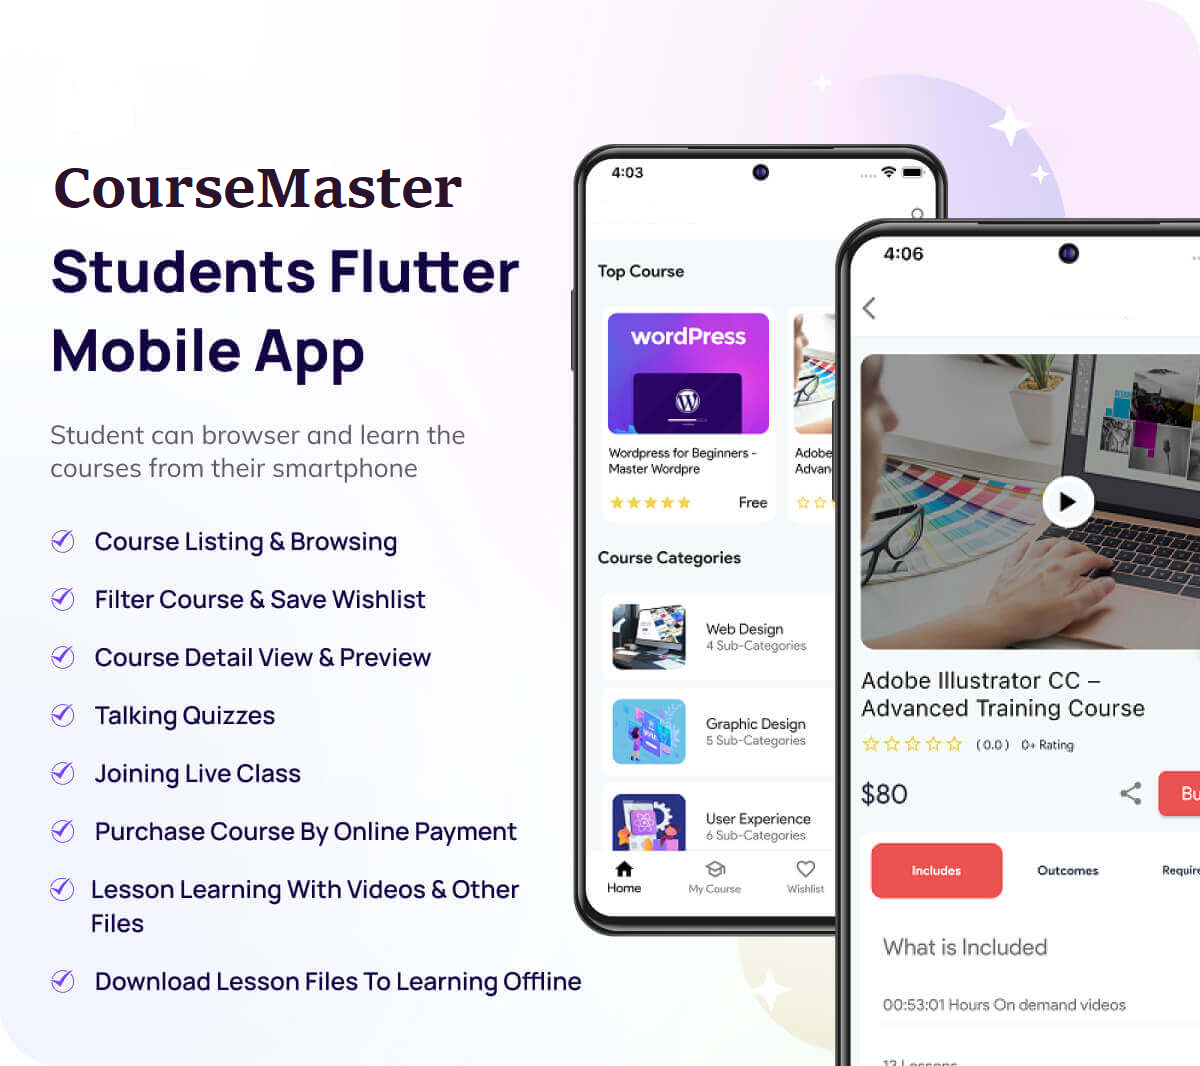 CourseMaster
Students Flutter
Mobile App
Student can browser and learn the
courses from their smartphone
Course Listing & Browsing
Filter Course & Save Wishlist
Course Detail View & Preview
Talking Quizzes
Joining Live Class
Purchase Course By Online Payment
Lesson Learning With Videos & Other
Files
Download Lesson Files To Learning Offline
4:03
Top Course
wordPress
Wordpress for Beginners -
Master Wordpre
Free
Adobe
Advan
Course Categories
Web Design
4 Sub-Categories
Graphic Design
5 Sub-Categories
User Experience
6 Sub-Categories
Home
My Course
Wishlist
4:06
Adobe Illustrator CC –
Advanced Training Course
(0.0) 0+ Rating
$80
Bu
Includes
Outcomes
Require
What is Included
00:53:01 Hours On demand videos